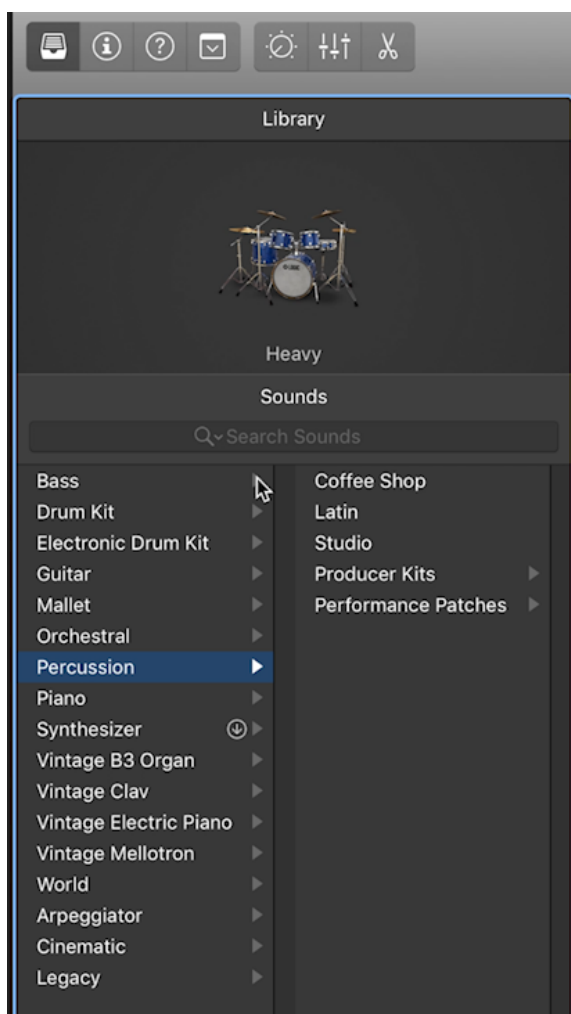 Library
Heavy
Sounds
Search Sounds
Bass
Drum Kit
Electronic Drum Kit
Guitar
Mallet
Orchestral
Percussion
Piano
Synthesizer
Vintage B3 Organ
Vintage Clav
Vintage Electric Piano
Vintage Mellotron
World
Arpeggiator
Cinematic
Legacy
Coffee Shop
Latin
Studio
Producer Kits
Performance Patches